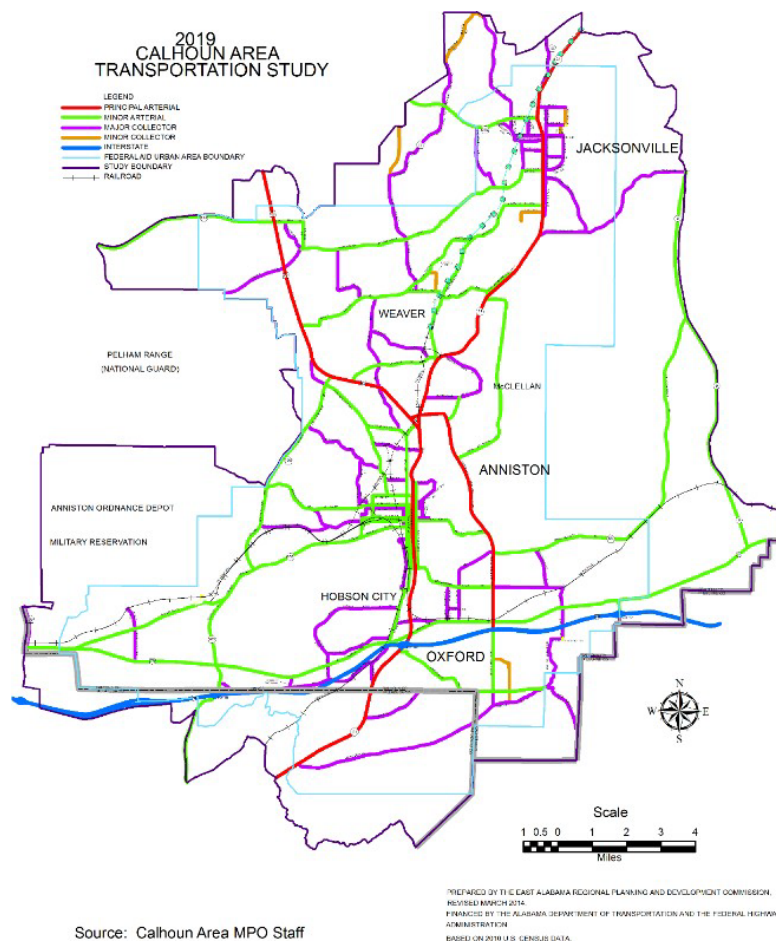 2019
CALHOUN AREA
TRANSPORTATION STUDY
LEGEND
PRINCIPAL ARTERIAL
MINOR ARTERIAL
MAJOR COLLECTOR
MINOR COLLECTOR
INTERSTATE
FEDERAL AID URBAN AREA BOUNDARY
STUDY BOUNDARY
RAILROAD
JACKSONVILLE
WEAVER
PELHAM RANGE
(NATIONAL GUARD)
McCLELLAN
ANNISTON
ANNISTON ORDNANCE DEPOT
MILITARY RESERVATION
HOBSON CITY
OXFORD
N
W E
S
Scale
1 0.5 0 1 2 3 4
Miles
PREPARED BY THE EAST ALABAMA REGIONAL PLANNING AND DEVELOPMENT COMMISSION,
REVISED MARCH 2014.
FINANCED BY THE ALABAMA DEPARTMENT OF TRANSPORTATION AND THE FEDERAL HIGHWA
ADMINISTRATION
BASED ON 2010 U.S. CENSUS DATA.
Source: Calhoun Area MPO Staff